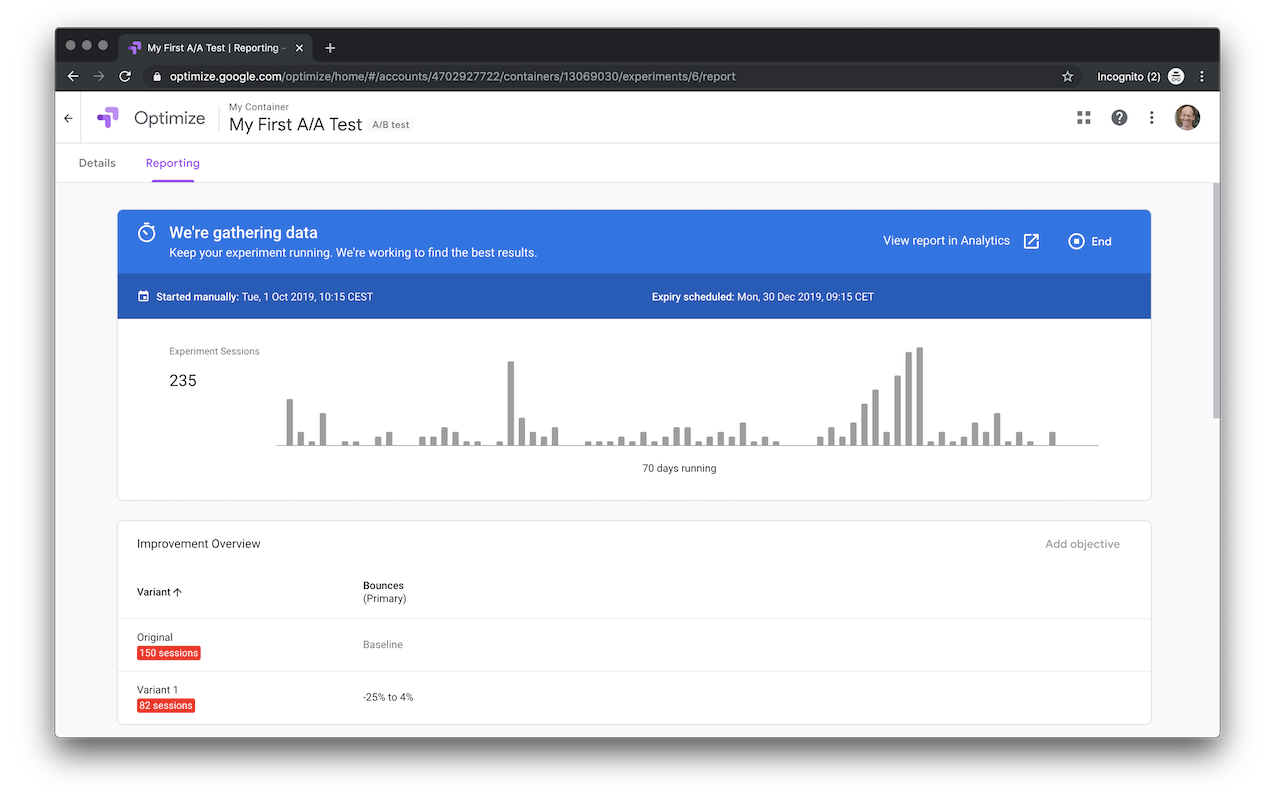 My First A/A Test | Reporting -
optimize.google.com/optimize/home/#/accounts/4702927722/containers/13069030/experiments/6/report
Incognito (2)
Optimize
My Container
My First A/A Test
A/B test
Details
Reporting
We're gathering data
Keep your experiment running. We're working to find the best results.
View report in Analytics
End
Started manually: Tue, 1 Oct 2019, 10:15 CEST
Expiry scheduled: Mon, 30 Dec 2019, 09:15 CET
Experiment Sessions
235
70 days running
Improvement Overview
Add objective
Variant
Bounces
(Primary)
Original
150 sessions
Baseline
Variant 1
82 sessions
-25% to 4%